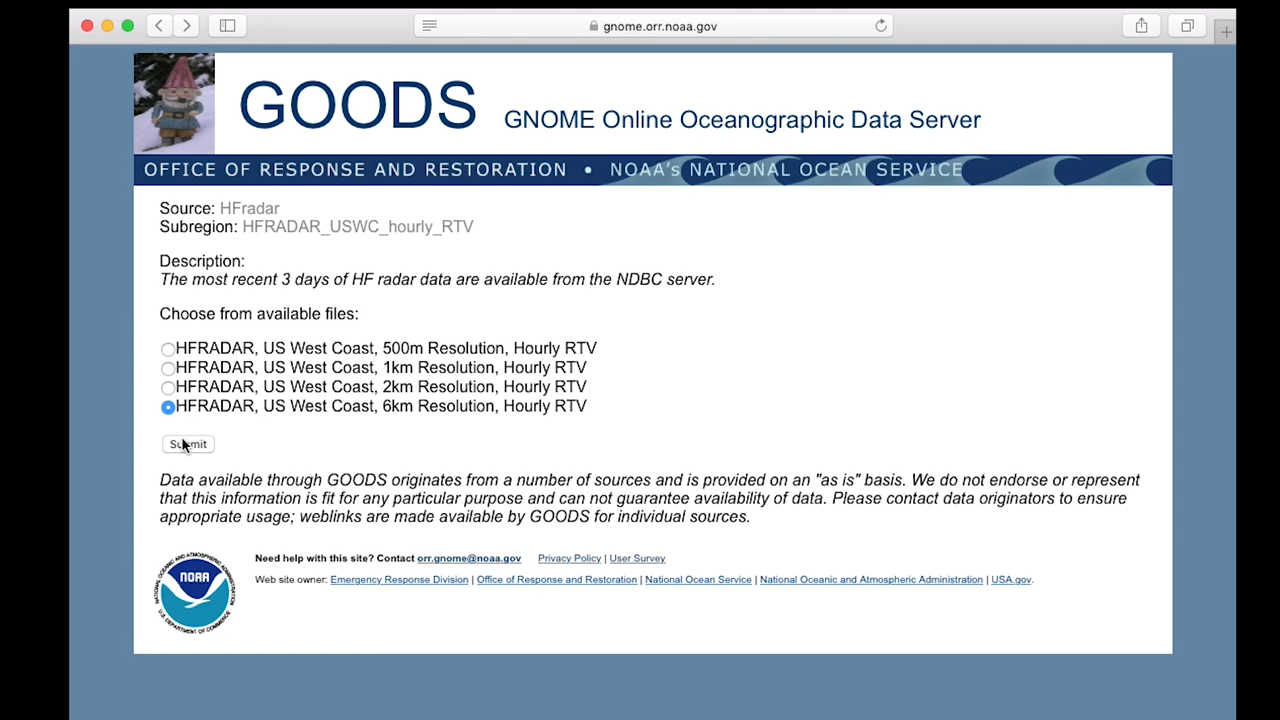 gnome.orr.noaa.gov
GOODS GNOME Online Oceanographic Data Server
OFFICE OF RESPONSE AND RESTORATION • NOAA's NATIONAL OCEAN SERVICE
Source: HFradar
Subregion: HFRADAR_USWC_hourly_RTV
Description:
The most recent 3 days of HF radar data are available from the NDBC server.
Choose from available files:
HFRADAR, US West Coast, 500m Resolution, Hourly RTV
HFRADAR, US West Coast, 1km Resolution, Hourly RTV
HFRADAR, US West Coast, 2km Resolution, Hourly RTV
HFRADAR, US West Coast, 6km Resolution, Hourly RTV
Submit
Data available through GOODS originates from a number of sources and is provided on an "as is" basis. We do not endorse or represent
that this information is fit for any particular purpose and can not guarantee availability of data. Please contact data originators to ensure
appropriate usage; weblinks are made available by GOODS for individual sources.
Need help with this site? Contact orr.gnome@noaa.gov Privacy Policy | User Survey
Web site owner: Emergency Response Division | Office of Response and Restoration | National Ocean Service | National Oceanic and Atmospheric Administration | USA.gov.
NATIONAL OCEANIC AND ATMOSPHERIC ADMINISTRATION
NOAA
U.S. DEPARTMENT OF COMMERCE